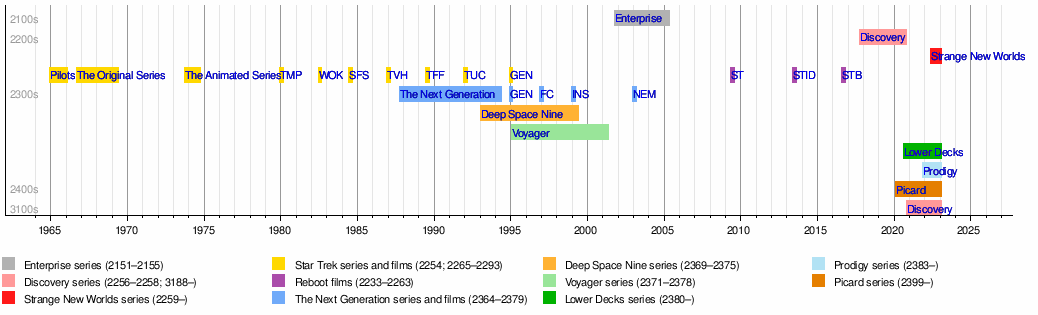 2100s Enterprise
2200s Discovery
Strange New Worlds
Pilots The Original Series The Animated Series TMP WOK SFS TVH TFF TUC GEN ST STID STB
2300s The Next Generation GEN FC INS NEM
Deep Space Nine
Voyager
Lower Decks
Prodigy
2400s Picard
3100s Discovery
1965 1970 1975 1980 1985 1990 1995 2000 2005 2010 2015 2020 2025
Enterprise series (2151–2155) Star Trek series and films (2254; 2265–2293) Deep Space Nine series (2369–2375) Prodigy series (2383–)
Discovery series (2256–2258; 3188–) Reboot films (2233–2263) Voyager series (2371–2378) Picard series (2399–)
Strange New Worlds series (2259–) The Next Generation series and films (2364–2379) Lower Decks series (2380–)